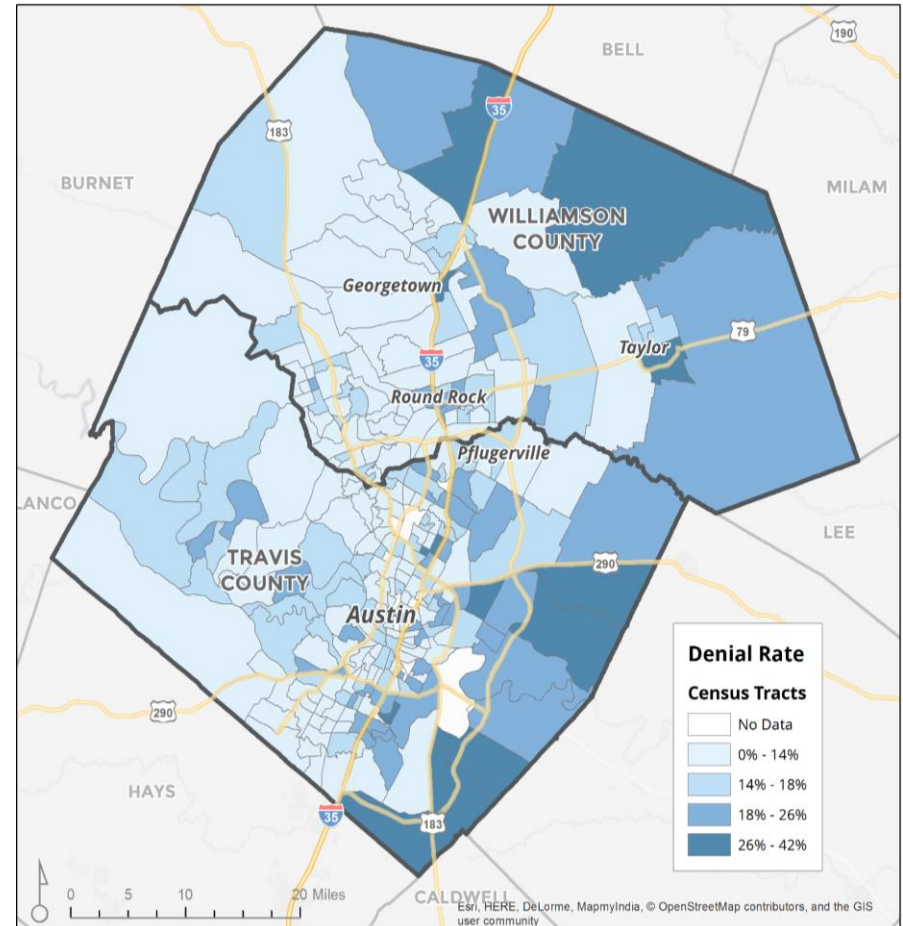 190
BELL
35
183
BURNET
MILAM
WILLIAMSON
COUNTY
Georgetown
79
Taylor
35
Round Rock
Pflugerville
LANCO
LEE
TRAVIS
COUNTY
290
Austin
Denial Rate
Census Tracts
No Data
0% - 14%
14% - 18%
18% - 26%
26% - 42%
290
HAYS
35
183
0 5 10 20 Miles
CALDWELL
Esri, HERE, DeLorme, MapmyIndia, © OpenStreetMap contributors, and the GIS
user community